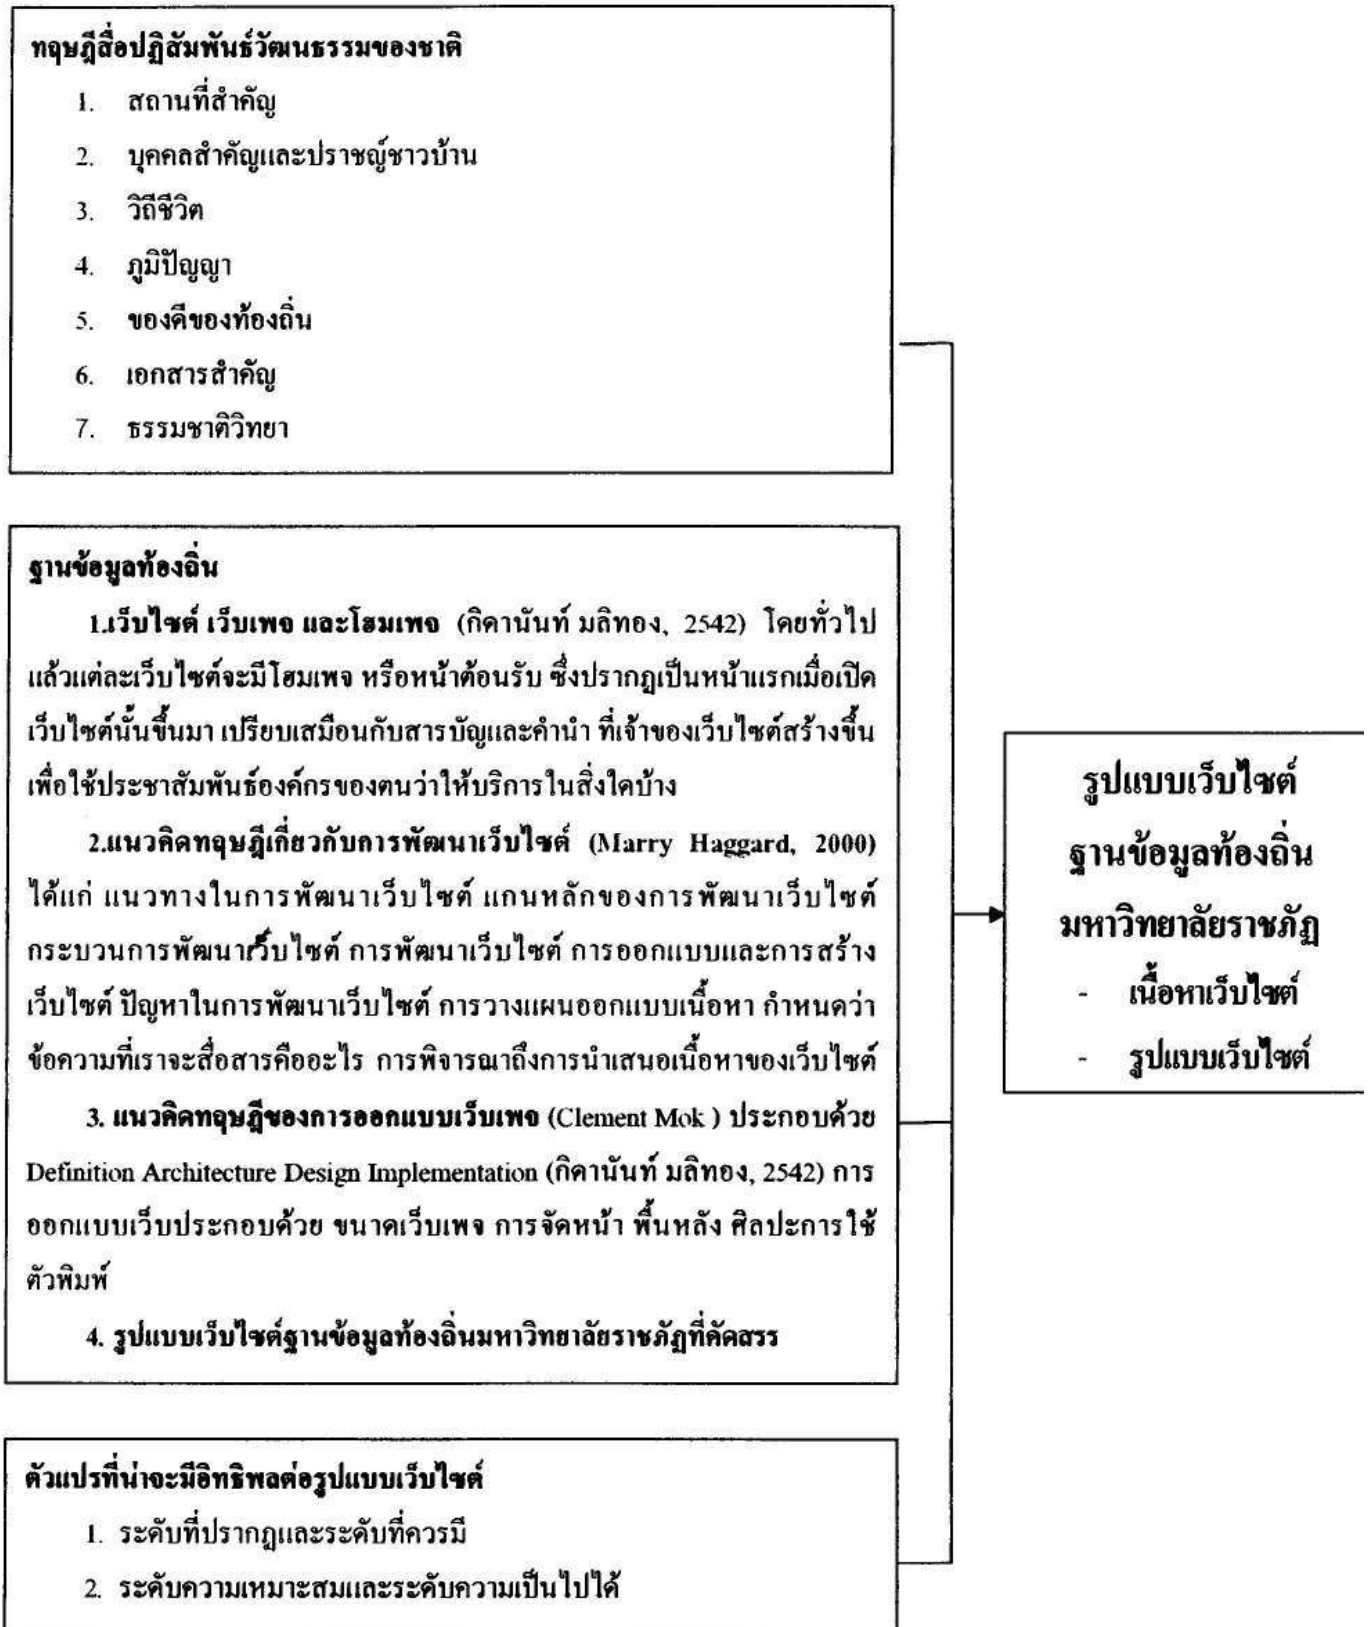 ทฤษฎีสื่อปฏิสัมพันธ์วัฒนธรรมของชาติ
1. สถานที่สำคัญ
2. บุคคลสำคัญและปราชญ์ชาวบ้าน
3. วิถีชีวิต
4. ภูมิปัญญา
5. ของดีของท้องถิ่น
6. เอกสารสำคัญ
7. ธรรมชาติวิทยา
ฐานข้อมูลท้องถิ่น
1.เว็บไซต์ เว็บเพจ และโฮมเพจ (กิดานันท์ มลิทอง, 2542) โดยทั่วไป
แล้วแต่ละเว็บไซต์จะมีโฮมเพจ หรือหน้าต้อนรับ ซึ่งปรากฏเป็นหน้าแรกเมื่อเปิด
เว็บไซต์นั้นขึ้นมา เปรียบเสมือนกับสารบัญและคำนำ ที่เจ้าของเว็บไซต์สร้างขึ้น
เพื่อใช้ประชาสัมพันธ์องค์กรของตนว่าให้บริการในสิ่งใดบ้าง
2.แนวคิดทฤษฎีเกี่ยวกับการพัฒนาเว็บไซต์ (Marry Haggard, 2000)
ได้แก่ แนวทางในการพัฒนาเว็บไซต์ แกนหลักของการพัฒนาเว็บไซต์
กระบวนการพัฒนาเว็บไซต์ การพัฒนาเว็บไซต์ การออกแบบและการสร้าง
เว็บไซต์ ปัญหาในการพัฒนาเว็บไซต์ การวางแผนออกแบบเนื้อหา กำหนดว่า
ข้อความที่เราจะสื่อสารคืออะไร การพิจารณาถึงการนำเสนอเนื้อหาของเว็บไซต์
3. แนวคิดทฤษฎีของการออกแบบเว็บเพจ (Clement Mok ) ประกอบด้วย
Definition Architecture Design Implementation (กิดานันท์ มลิทอง, 2542) การ
ออกแบบเว็บประกอบด้วย ขนาดเว็บเพจ การจัดหน้า พื้นหลัง ศิลปะการใช้
ตัวพิมพ์
4. รูปแบบเว็บไซต์ฐานข้อมูลท้องถิ่นมหาวิทยาลัยราชภัฏที่คัดสรร
ตัวแปรที่น่าจะมีอิทธิพลต่อรูปแบบเว็บไซต์
1. ระดับที่ปรากฏและระดับที่ควรมี
2. ระดับความเหมาะสมและระดับความเป็นไปได้
รูปแบบเว็บไซต์
ฐานข้อมูลท้องถิ่น
มหาวิทยาลัยราชภัฏ
- เนื้อหาเว็บไซต์
- รูปแบบเว็บไซต์